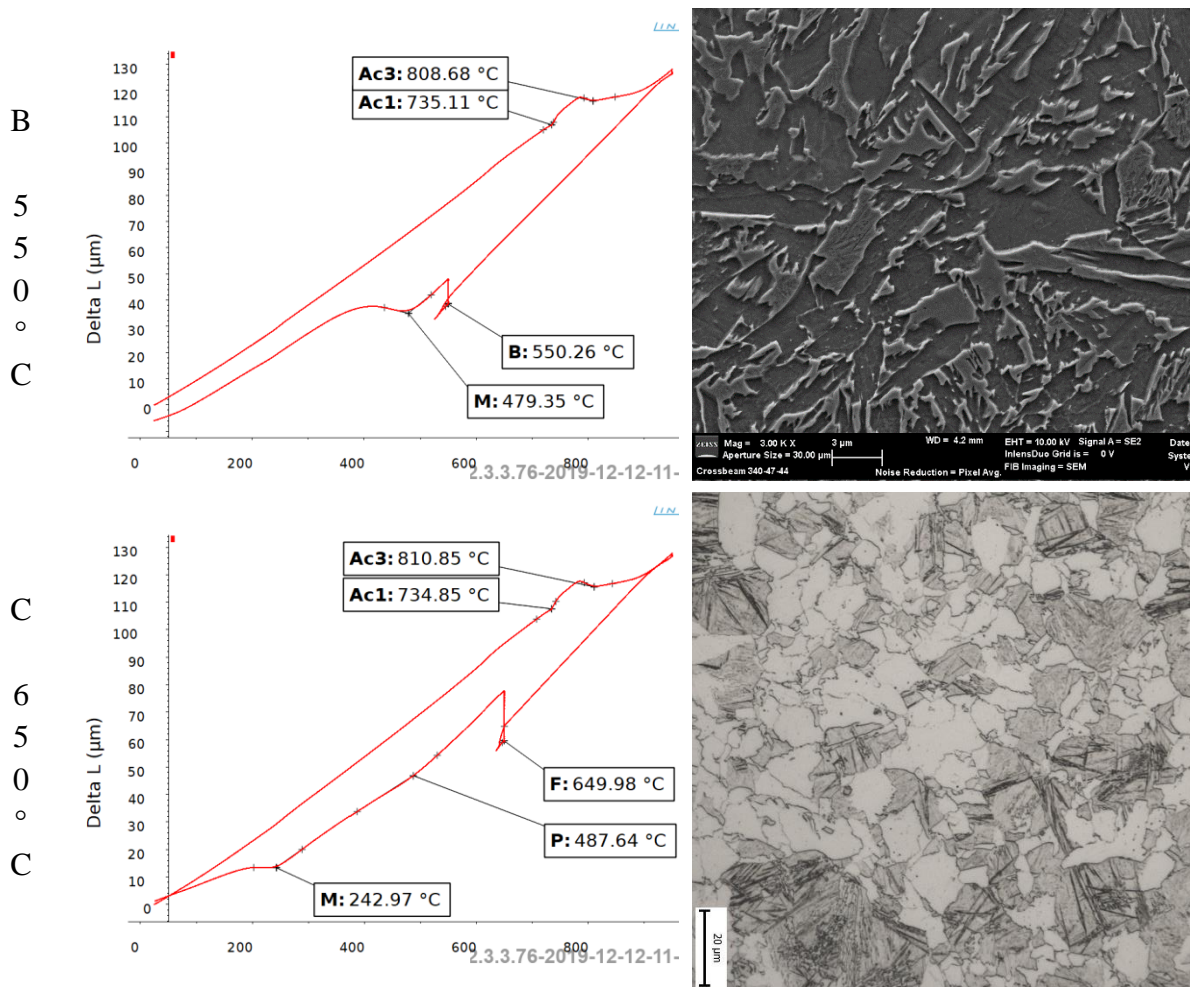 B
550°C
Delta L (µm)
130
120
110
100
90
80
70
60
50
40
30
20
10
0
0
200
400
600
800
Ac3: 808.68 °C
Ac1: 735.11 °C
B: 550.26 °C
M: 479.35 °C
2.3.3.76-2019-12-12-11-
ZEISS
Mag = 3.00 K X
3 µm
WD = 4.2 mm
EHT = 10.00 kV
Signal A = SE2
Date
Aperture Size = 30.00 µm
InlensDuo Grid is = 0 V
Crossbeam 340-47-44
Noise Reduction = Pixel Avg.
FIB Imaging = SEM
C
650°C
Delta L (µm)
130
120
110
100
90
80
70
60
50
40
30
20
10
0
0
200
400
600
800
Ac3: 810.85 °C
Ac1: 734.85 °C
F: 649.98 °C
P: 487.64 °C
M: 242.97 °C
2.3.3.76-2019-12-12-11-
20 µm